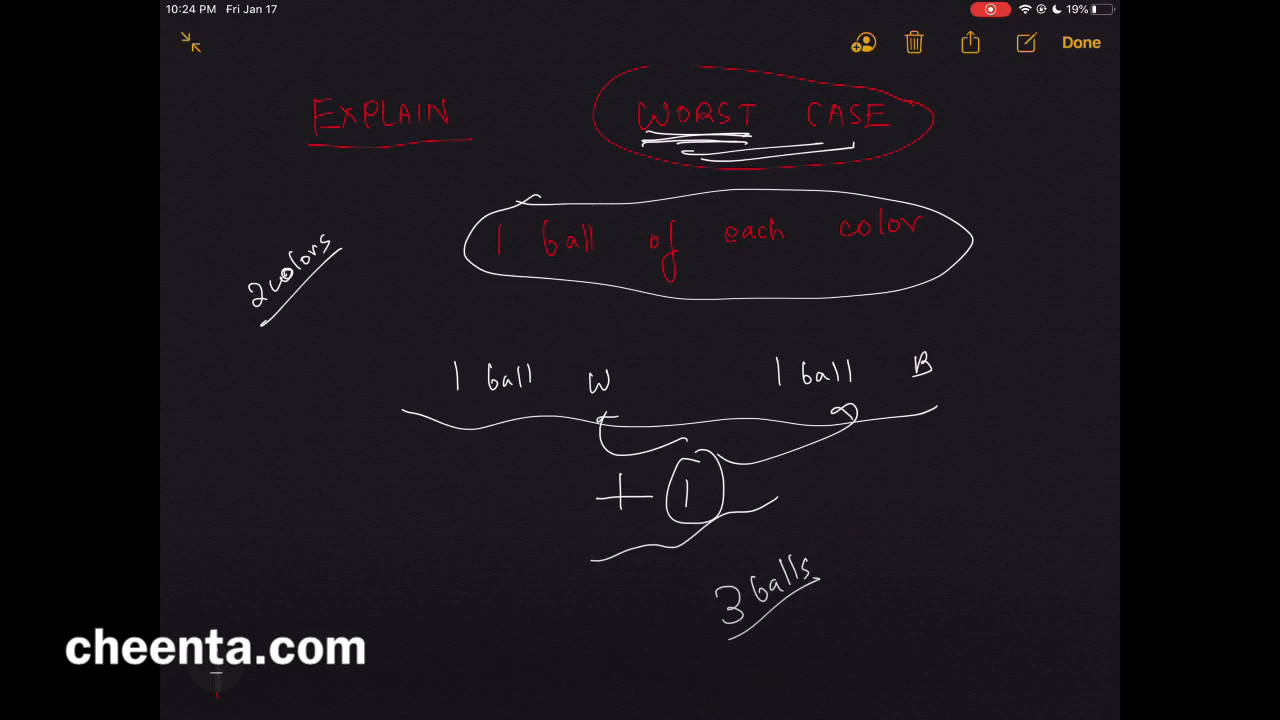 10:24 PM Fri Jan 17 19%
Done
EXPLAIN WORST CASE
1 ball of each color
2 colors
1 ball W 1 ball B
+ 1
3 balls
cheenta.com